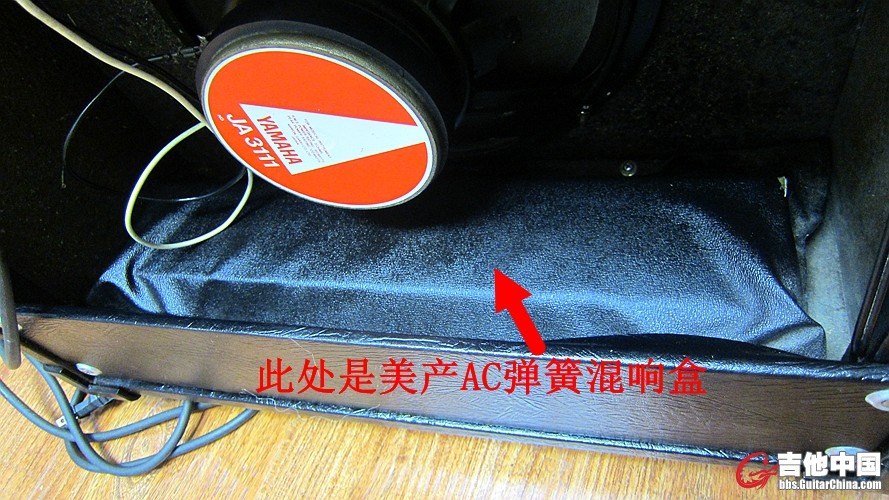 YAMAHA
JA 3111
此处是美产AC弹簧混响盒
吉他中国
bbs.GuitarChina.com